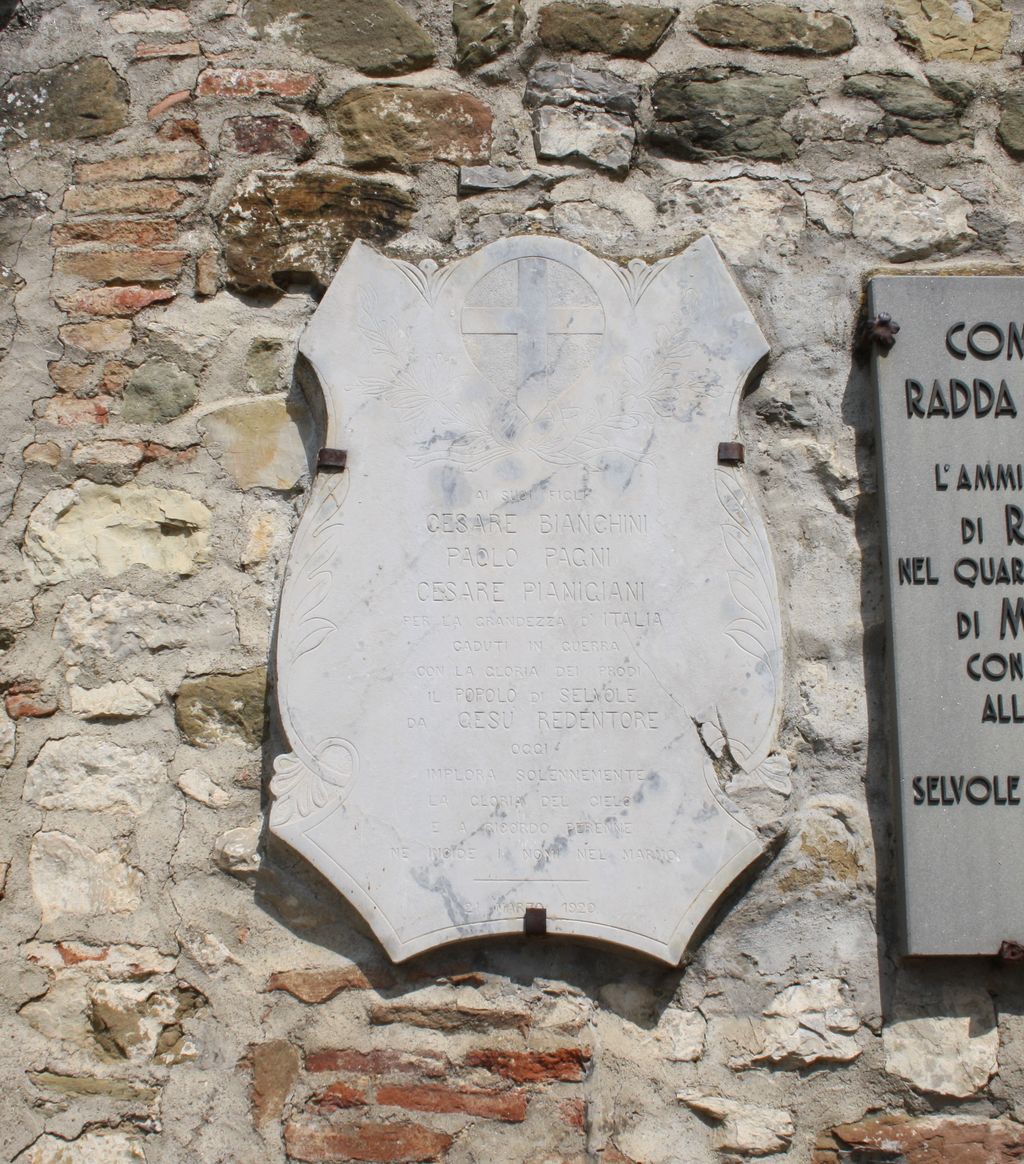 AI SUOI FIGLI
CESARE BIANCHINI
PAOLO PAGNI
CESARE PIANIGIANI
PER LA GRANDEZZA D'ITALIA
CADUTI IN GUERRA
CON LA GLORIA DEI PRODI
IL POPOLO DI SELVOLE
DA GESÙ REDENTORE
OGGI
IMPLORA SOLENNEMENTE
LA GLORIA DEL CIELO
E A RICORDO PERENNE
NE INCIDE I NOMI NEL MARMO.
21 MARZO 1920
COM
RADDA
L'AMMI
DI R
NEL QUAR
DI M
CON
ALL
SELVOLE